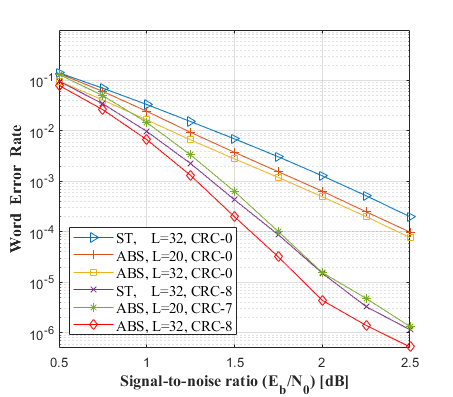 10^-1
10^-2
10^-3
10^-4
10^-5
10^-6
Word Error Rate
ST, L=32, CRC-0
ABS, L=20, CRC-0
ABS, L=32, CRC-0
ST, L=32, CRC-8
ABS, L=20, CRC-7
ABS, L=32, CRC-8
0.5 1 1.5 2 2.5
Signal-to-noise ratio (E_b/N_0) [dB]